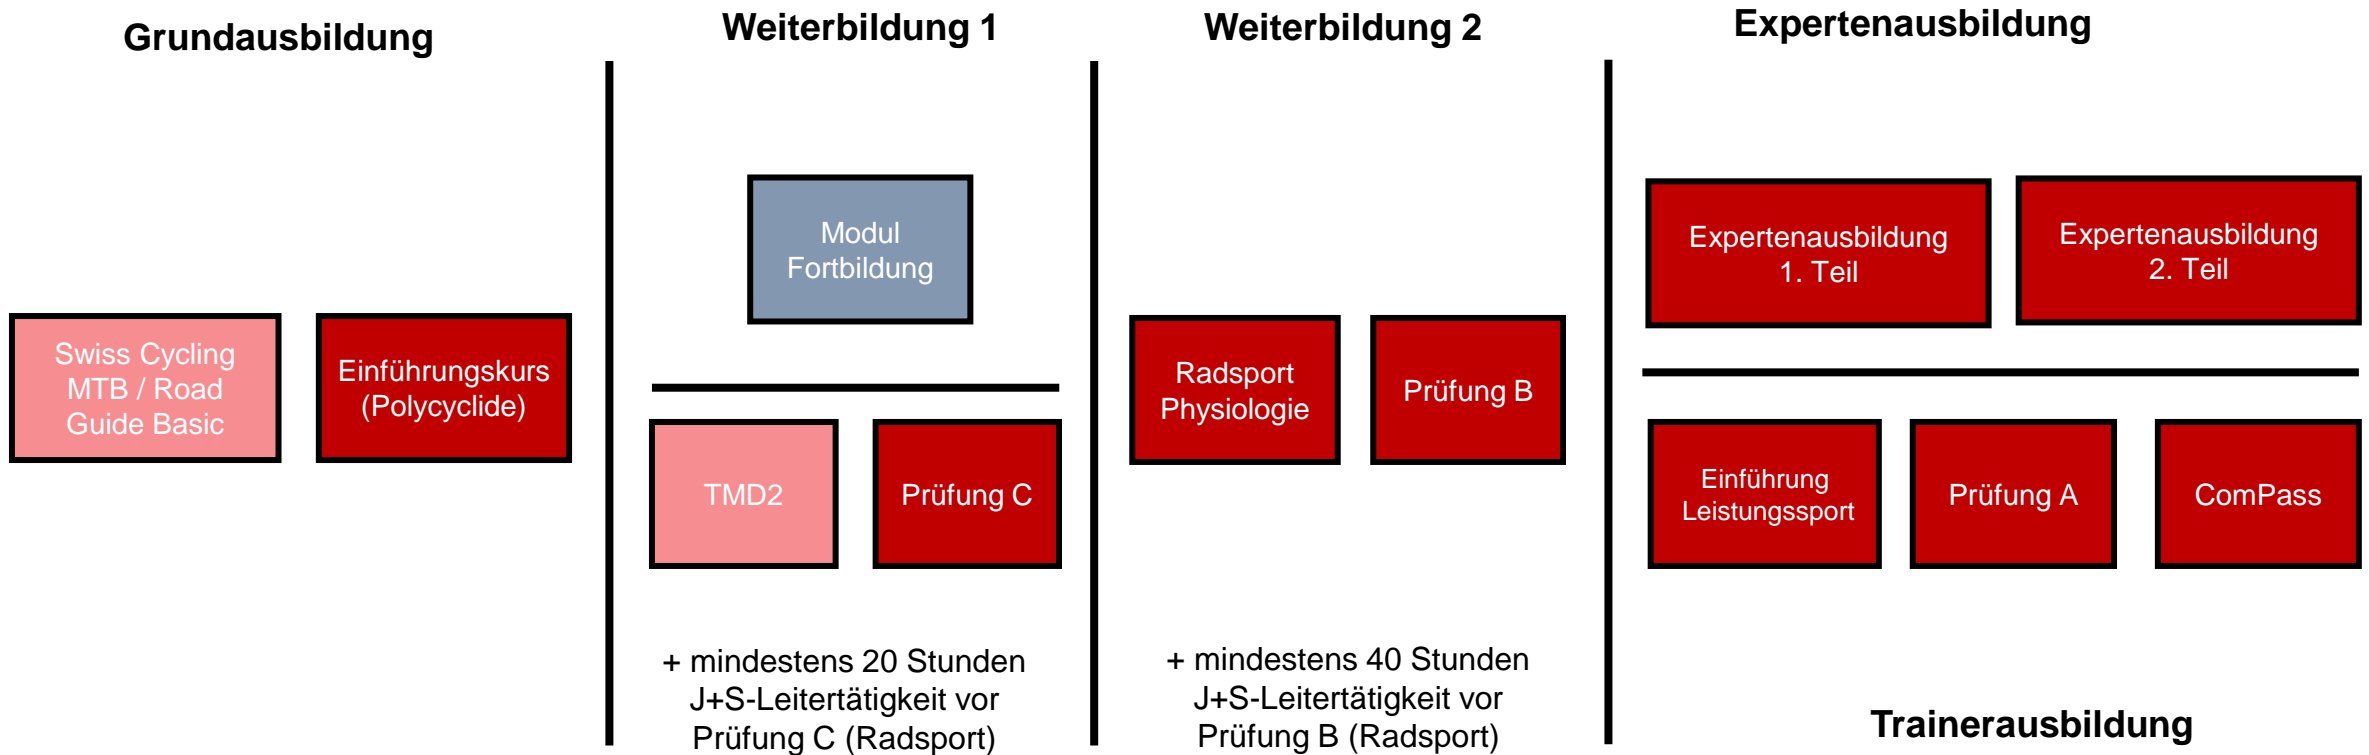 Grundausbildung
Weiterbildung 1
Weiterbildung 2
Expertenausbildung
Swiss Cycling
MTB / Road
Guide Basic
Einführungskurs
(Polycyclide)
Modul
Fortbildung
TMD2
Prüfung C
+ mindestens 20 Stunden
J+S-Leitertätigkeit vor
Prüfung C (Radsport)
Radsport
Physiologie
Prüfung B
+ mindestens 40 Stunden
J+S-Leitertätigkeit vor
Prüfung B (Radsport)
Expertenausbildung
1. Teil
Expertenausbildung
2. Teil
Einführung
Leistungssport
Prüfung A
ComPass
Trainerausbildung